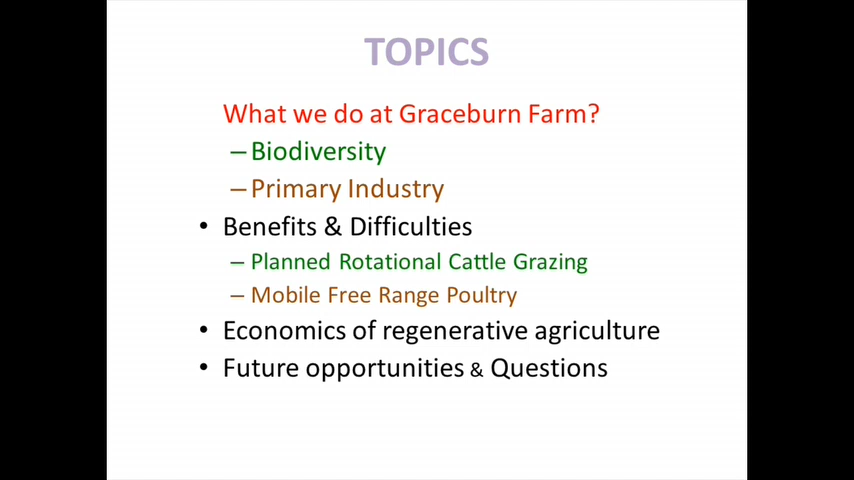 TOPICS
What we do at Graceburn Farm?
– Biodiversity
– Primary Industry
• Benefits & Difficulties
– Planned Rotational Cattle Grazing
– Mobile Free Range Poultry
• Economics of regenerative agriculture
• Future opportunities & Questions